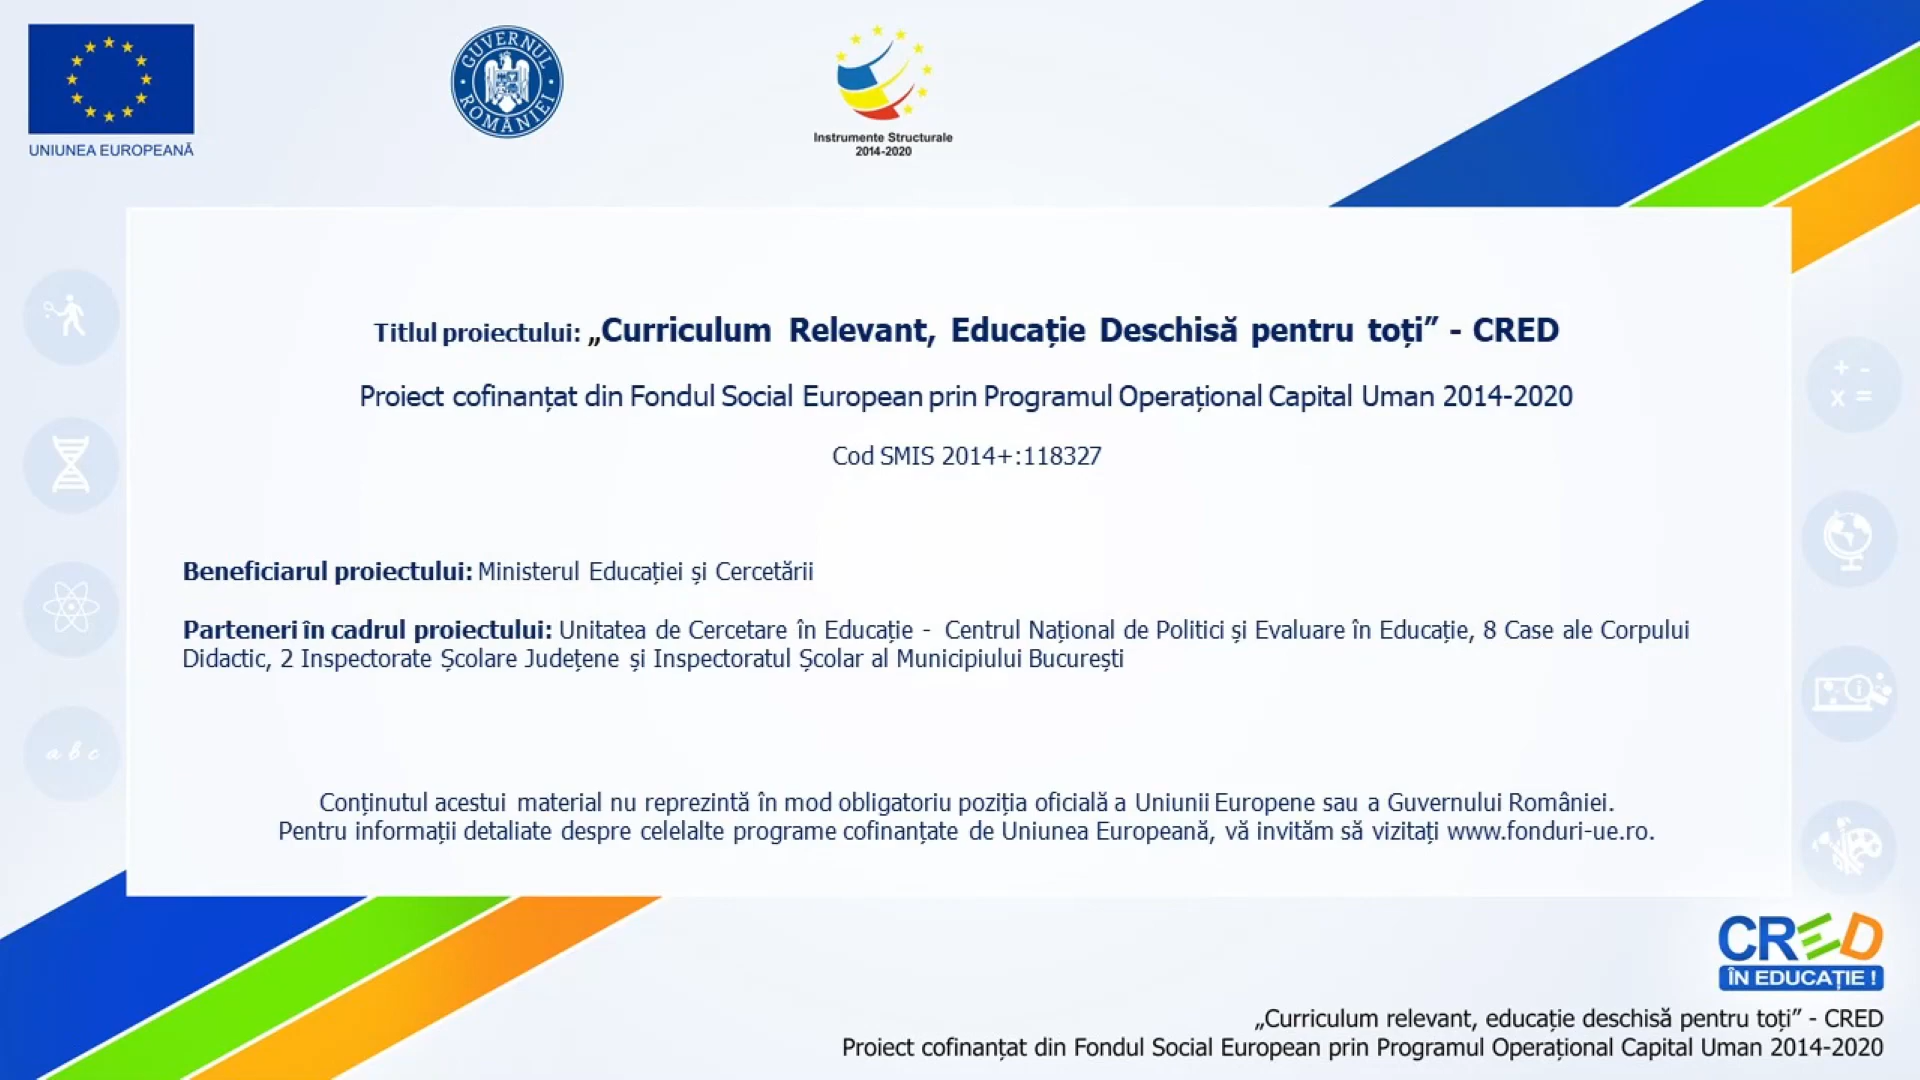 UNIUNEA EUROPEANĂ
GUVERNUL ROMÂNIEI
Instrumente Structurale
2014-2020
Titlul proiectului: „Curriculum Relevant, Educație Deschisă pentru toți” - CRED
Proiect cofinanțat din Fondul Social European prin Programul Operațional Capital Uman 2014-2020
Cod SMIS 2014+:118327
Beneficiarul proiectului: Ministerul Educației și Cercetării
Parteneri în cadrul proiectului: Unitatea de Cercetare în Educație - Centrul Național de Politici și Evaluare în Educație, 8 Case ale Corpului
Didactic, 2 Inspectorate Școlare Județene și Inspectoratul Școlar al Municipiului București
Conținutul acestui material nu reprezintă în mod obligatoriu poziția oficială a Uniunii Europene sau a Guvernului României.
Pentru informații detaliate despre celelalte programe cofinanțate de Uniunea Europeană, vă invităm să vizitați www.fonduri-ue.ro.
+ -
x =
a b c
i
CRED
ÎN EDUCAȚIE !
„Curriculum relevant, educație deschisă pentru toți” - CRED
Proiect cofinanțat din Fondul Social European prin Programul Operațional Capital Uman 2014-2020